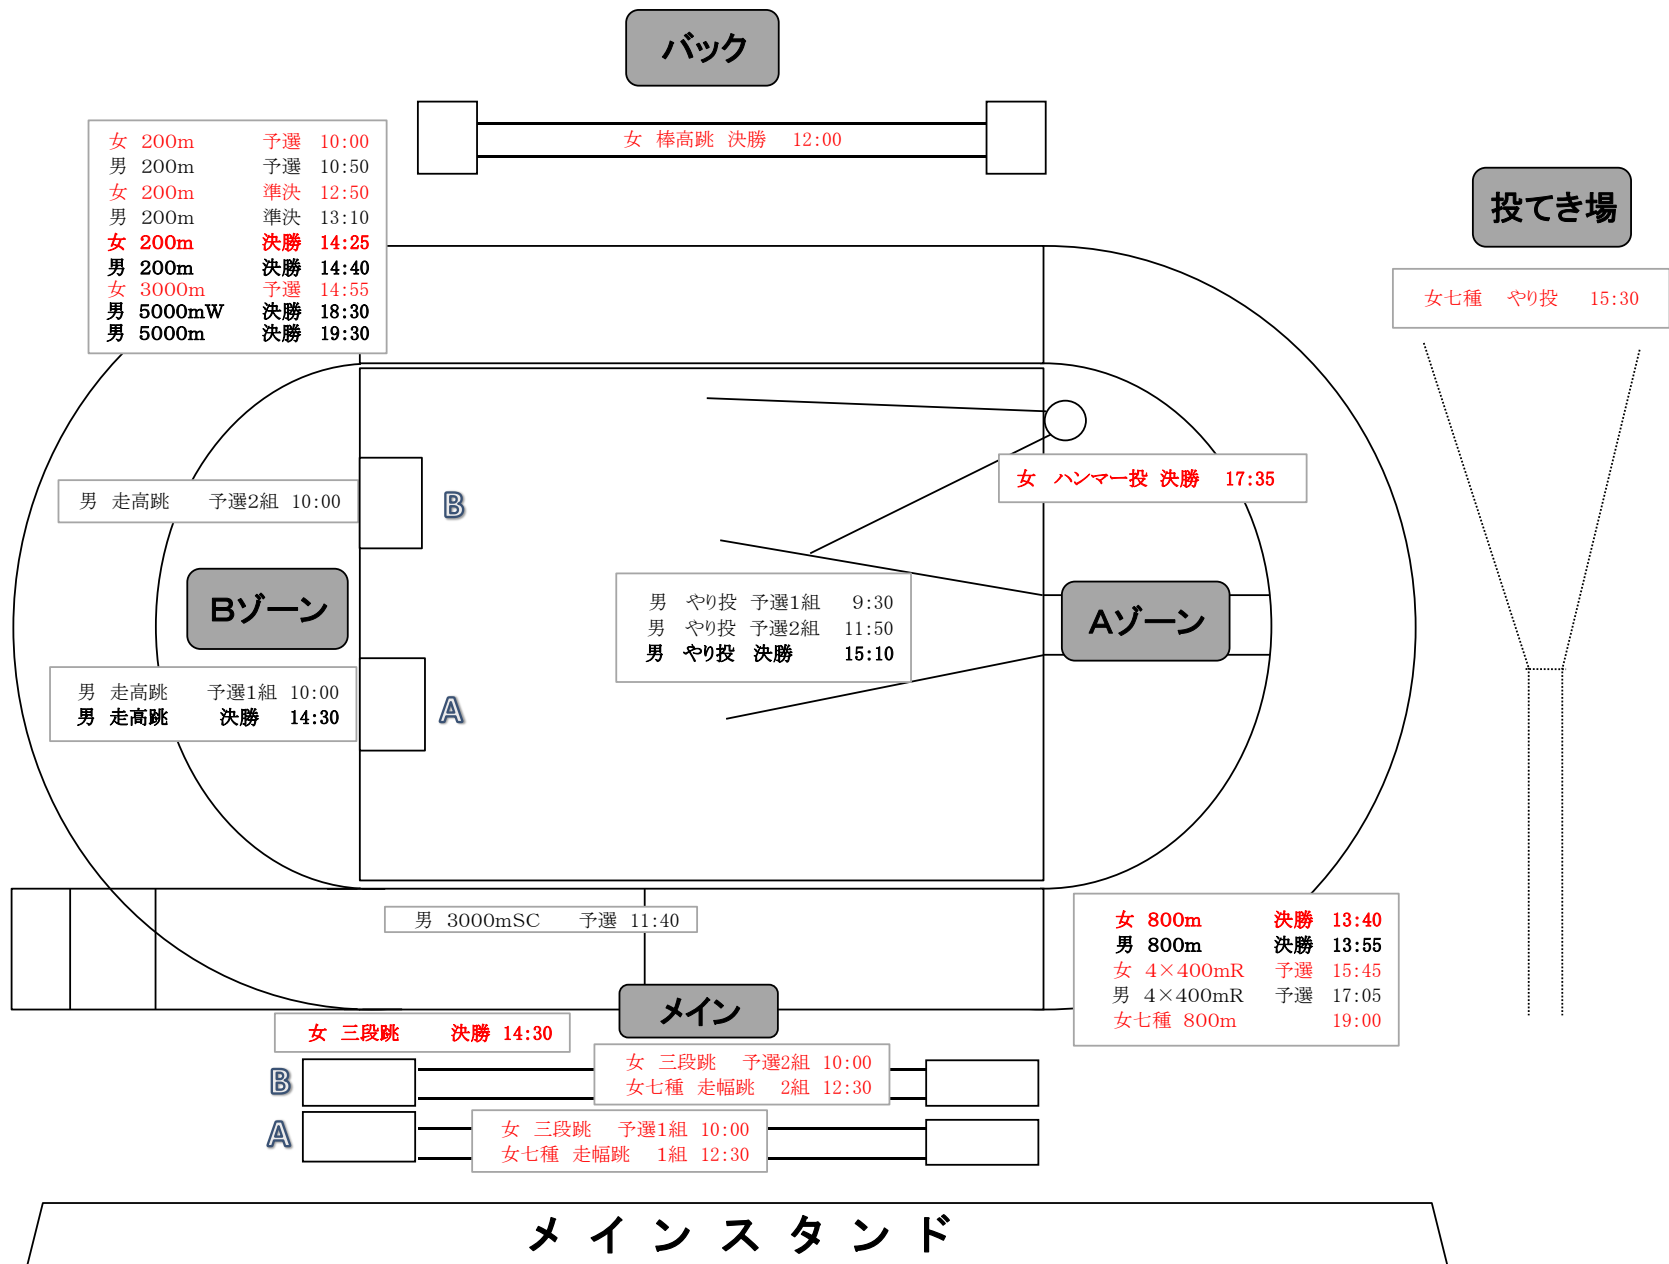 バック
女 棒高跳 決勝 12:00
女 200m 予選 10:00
男 200m 予選 10:50
女 200m 準決 12:50
男 200m 準決 13:10
女 200m 決勝 14:25
男 200m 決勝 14:40
女 3000m 予選 14:55
男 5000mW 決勝 18:30
男 5000m 決勝 19:30
投てき場
女七種 やり投 15:30
男 走高跳 予選2組 10:00
B
女 ハンマー投 決勝 17:35
Bゾーン
男 やり投 予選1組 9:30
男 やり投 予選2組 11:50
男 やり投 決勝 15:10
Aゾーン
男 走高跳 予選1組 10:00
男 走高跳 決勝 14:30
A
男 3000mSC 予選 11:40
女 800m 決勝 13:40
男 800m 決勝 13:55
女 4×400mR 予選 15:45
男 4×400mR 予選 17:05
女七種 800m 19:00
メイン
女 三段跳 決勝 14:30
B
女 三段跳 予選2組 10:00
女七種 走幅跳 2組 12:30
A
女 三段跳 予選1組 10:00
女七種 走幅跳 1組 12:30
メインスタンド